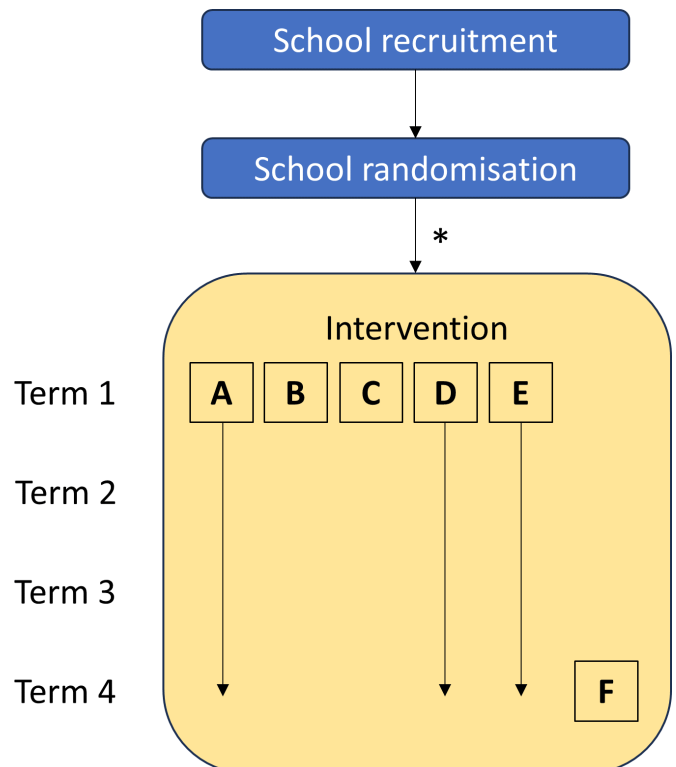 School recruitment
School randomisation
*
Intervention
Term 1 A B C D E
Term 2
Term 3
Term 4 F